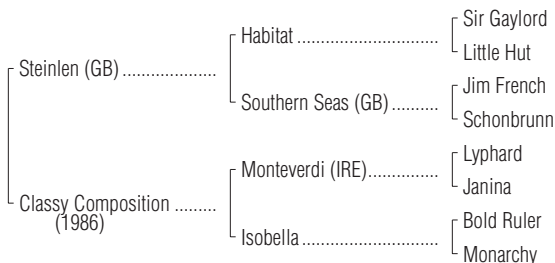 Sir Gaylord
Habitat
Little Hut
Steinlen (GB)
Jim French
Southern Seas (GB)
Schonbrunn
Lyphard
Monteverdi (IRE)
Janina
Classy Composition
(1986)
Bold Ruler
Isobella
Monarchy